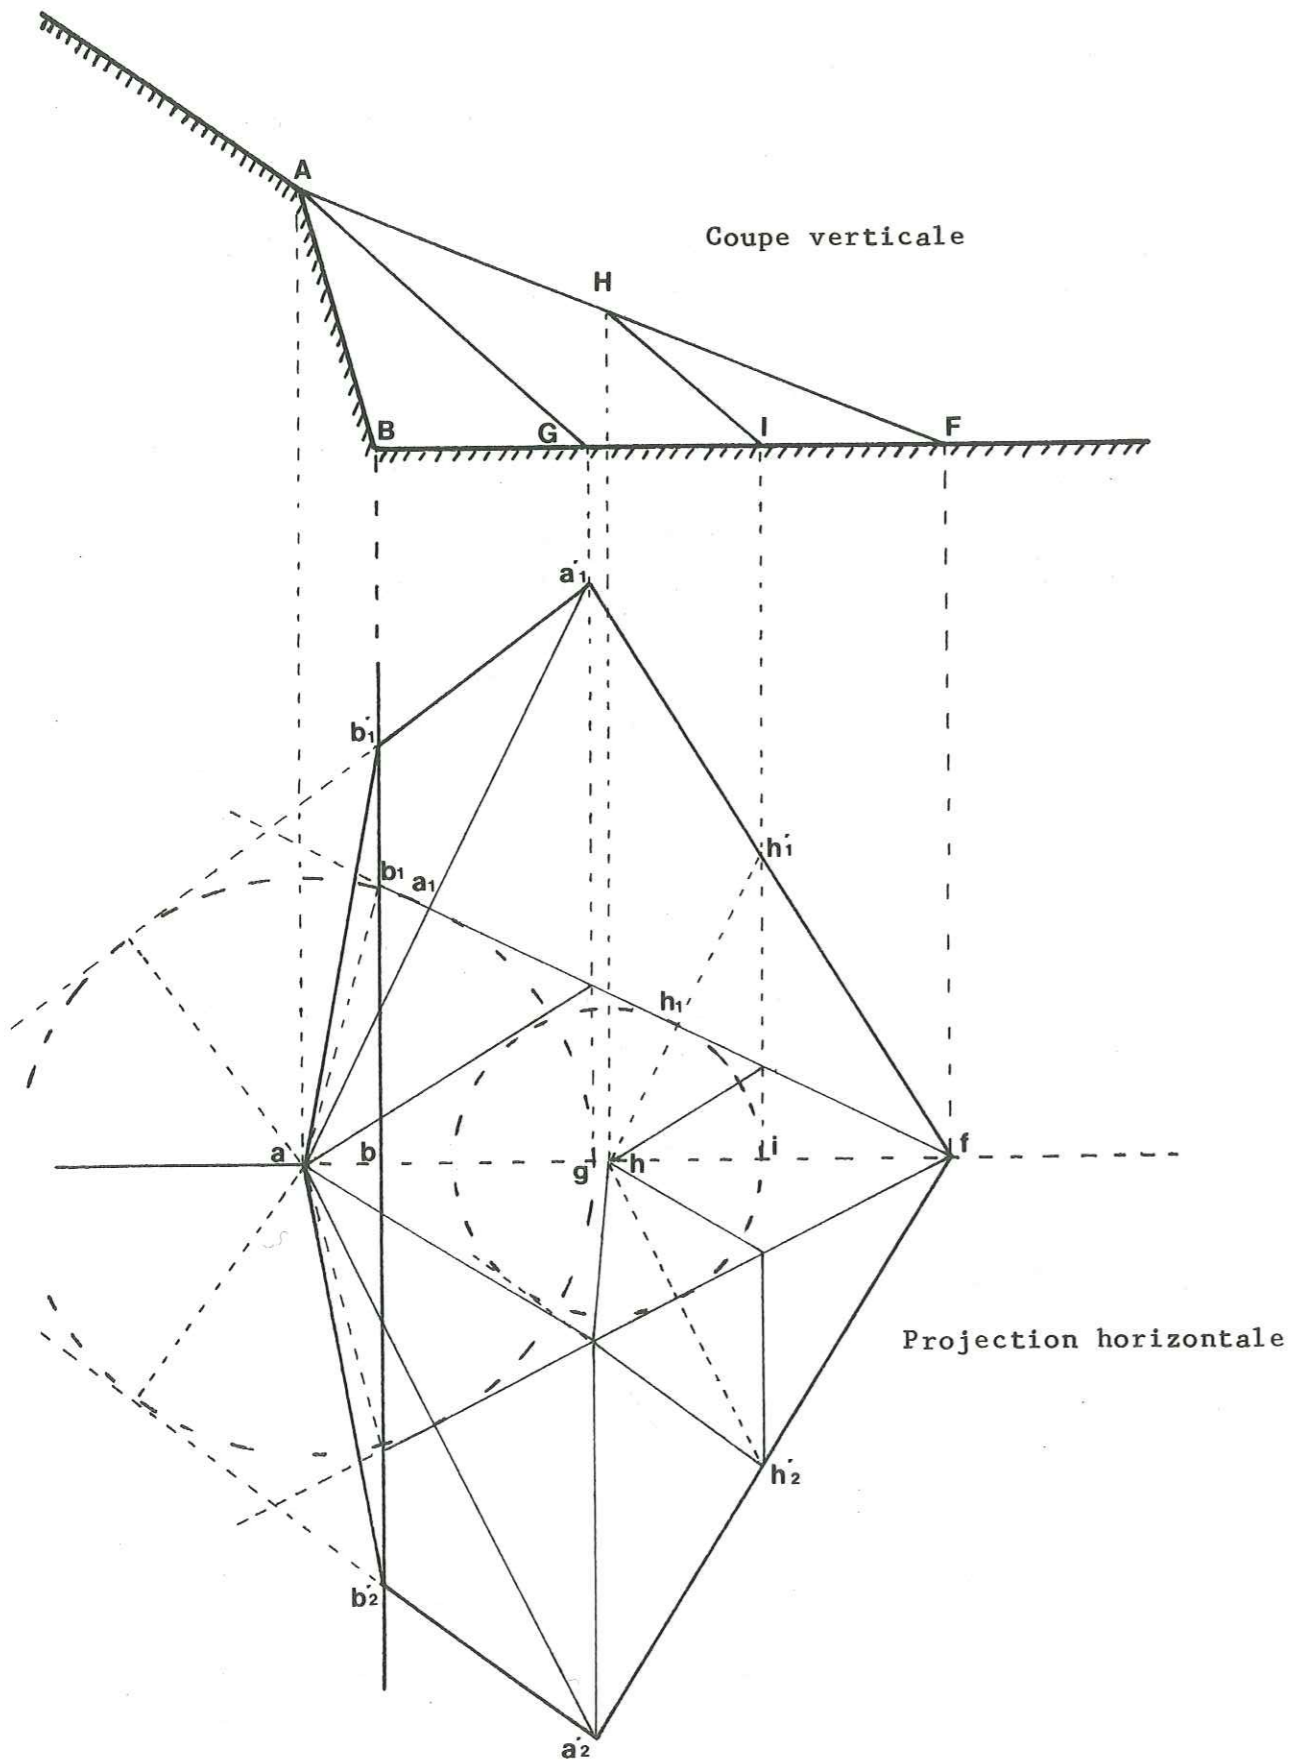 A
Coupe verticale
H
B G I F
a′1
b′1
h′1
b1 a1
h1
a b g h i f
Projection horizontale
h′2
b′2
a′2